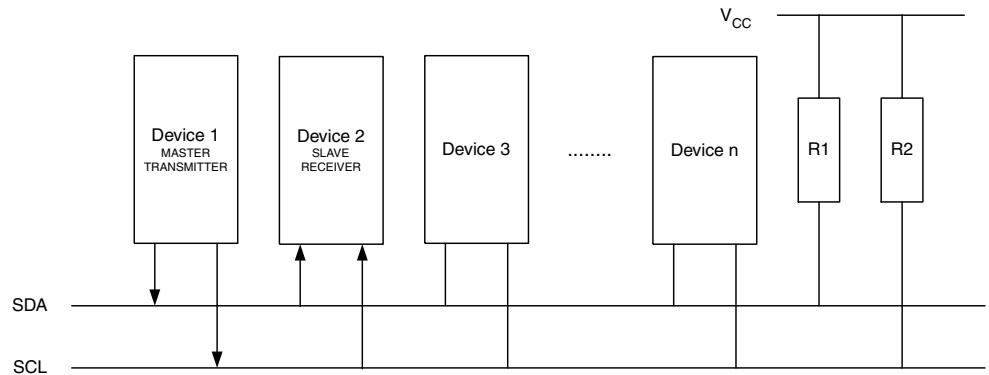 VCC
Device 1
MASTER
TRANSMITTER
Device 2
SLAVE
RECEIVER
Device 3
........
Device n
R1
R2
SDA
SCL